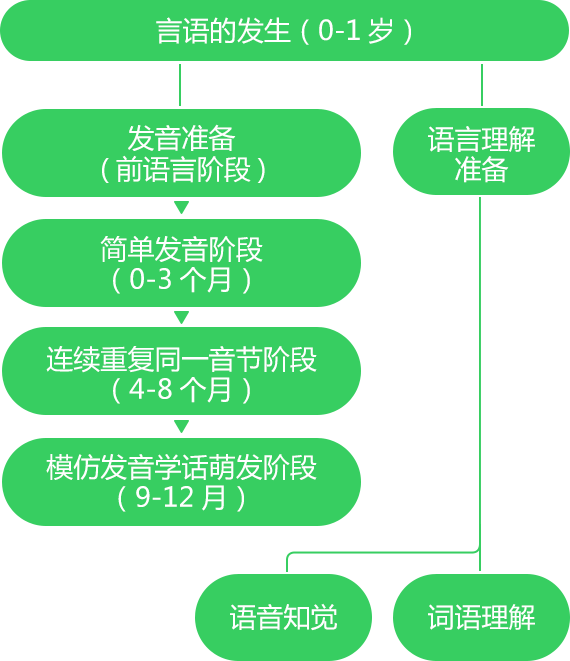 言语的发生（0-1 岁）
发音准备
（前语言阶段）
语言理解
准备
简单发音阶段
（0-3 个月）
连续重复同一音节阶段
（4-8 个月）
模仿发音学话萌发阶段
（9-12 月）
语音知觉
词语理解